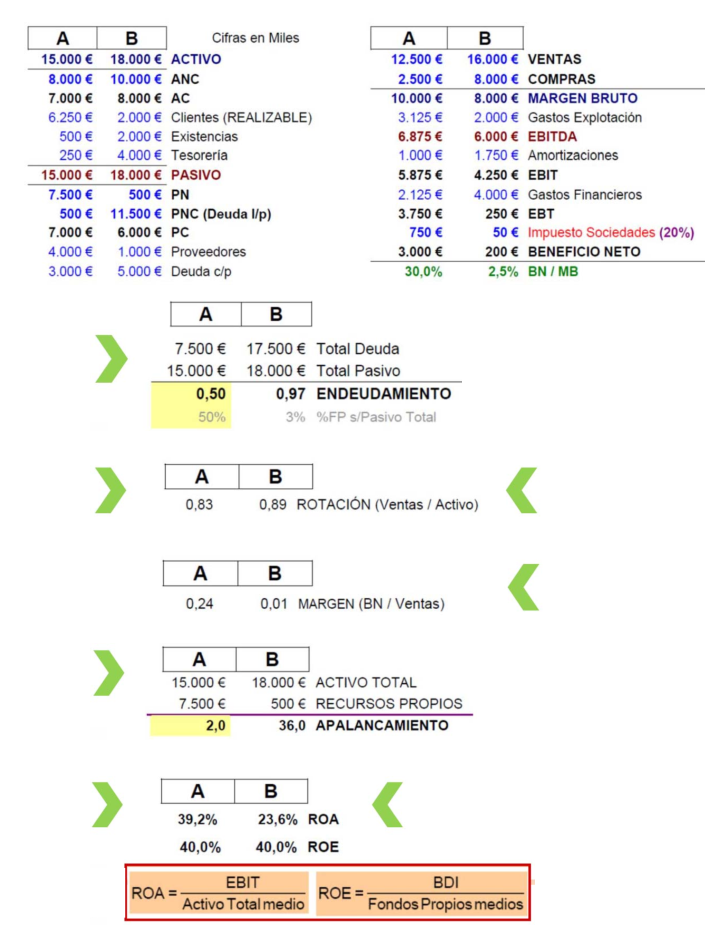 A B Cifras en Miles
15.000 € 18.000 € ACTIVO
8.000 € 10.000 € ANC
7.000 € 8.000 € AC
6.250 € 2.000 € Clientes (REALIZABLE)
500 € 2.000 € Existencias
250 € 4.000 € Tesorería
15.000 € 18.000 € PASIVO
7.500 € 500 € PN
500 € 11.500 € PNC (Deuda l/p)
7.000 € 6.000 € PC
4.000 € 1.000 € Proveedores
3.000 € 5.000 € Deuda c/p
A B
12.500 € 16.000 € VENTAS
2.500 € 8.000 € COMPRAS
10.000 € 8.000 € MARGEN BRUTO
3.125 € 2.000 € Gastos Explotación
6.875 € 6.000 € EBITDA
1.000 € 1.750 € Amortizaciones
5.875 € 4.250 € EBIT
2.125 € 4.000 € Gastos Financieros
3.750 € 250 € EBT
750 € 50 € Impuesto Sociedades (20%)
3.000 € 200 € BENEFICIO NETO
30,0% 2,5% BN / MB
A B
7.500 € 17.500 € Total Deuda
15.000 € 18.000 € Total Pasivo
0,50 0,97 ENDEUDAMIENTO
50% 3% %FP s/Pasivo Total
A B
0,83 0,89 ROTACIÓN (Ventas / Activo)
A B
0,24 0,01 MARGEN (BN / Ventas)
A B
15.000 € 18.000 € ACTIVO TOTAL
7.500 € 500 € RECURSOS PROPIOS
2,0 36,0 APALANCAMIENTO
A B
39,2% 23,6% ROA
40,0% 40,0% ROE
ROA = EBIT / Activo Total medio
ROE = BDI / Fondos Propios medios